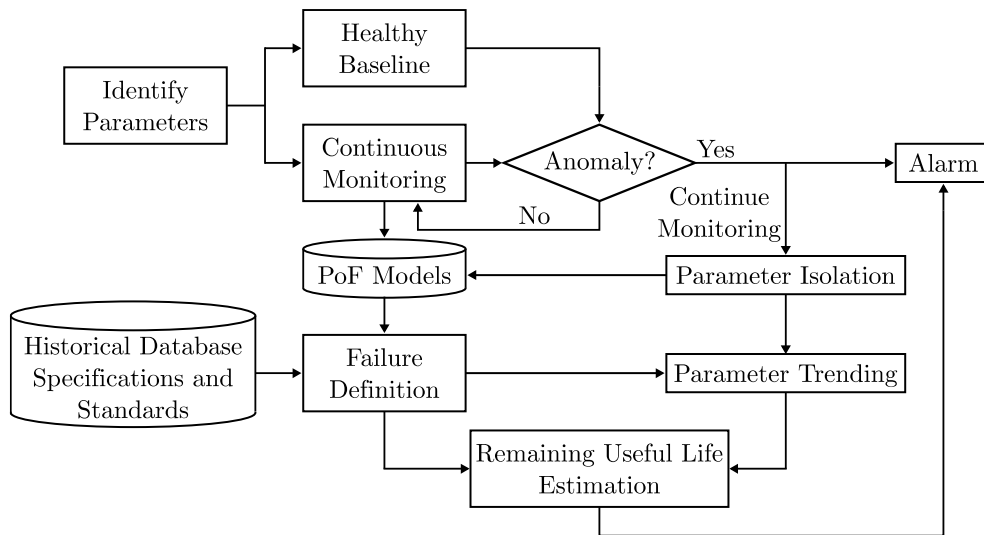 Healthy
Baseline
Identify
Parameters
Continuous
Monitoring
Anomaly?
Yes
Alarm
No
Continue
Monitoring
PoF Models
Parameter Isolation
Historical Database
Specifications and
Standards
Failure
Definition
Parameter Trending
Remaining Useful Life
Estimation